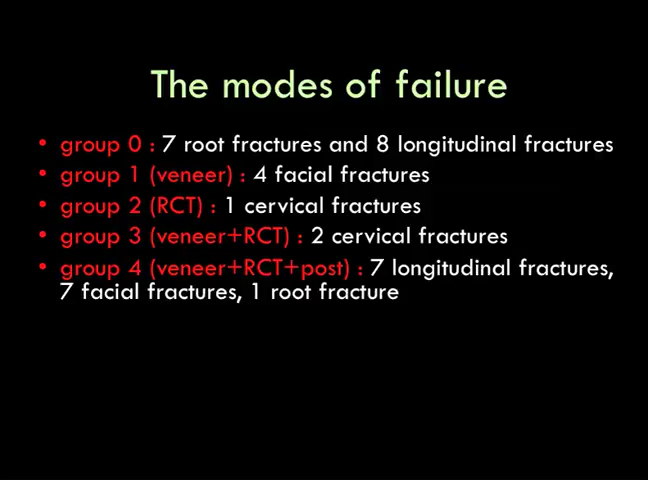 The modes of failure
• group 0 : 7 root fractures and 8 longitudinal fractures
• group 1 (veneer) : 4 facial fractures
• group 2 (RCT) : 1 cervical fractures
• group 3 (veneer+RCT) : 2 cervical fractures
• group 4 (veneer+RCT+post) : 7 longitudinal fractures,
7 facial fractures, 1 root fracture